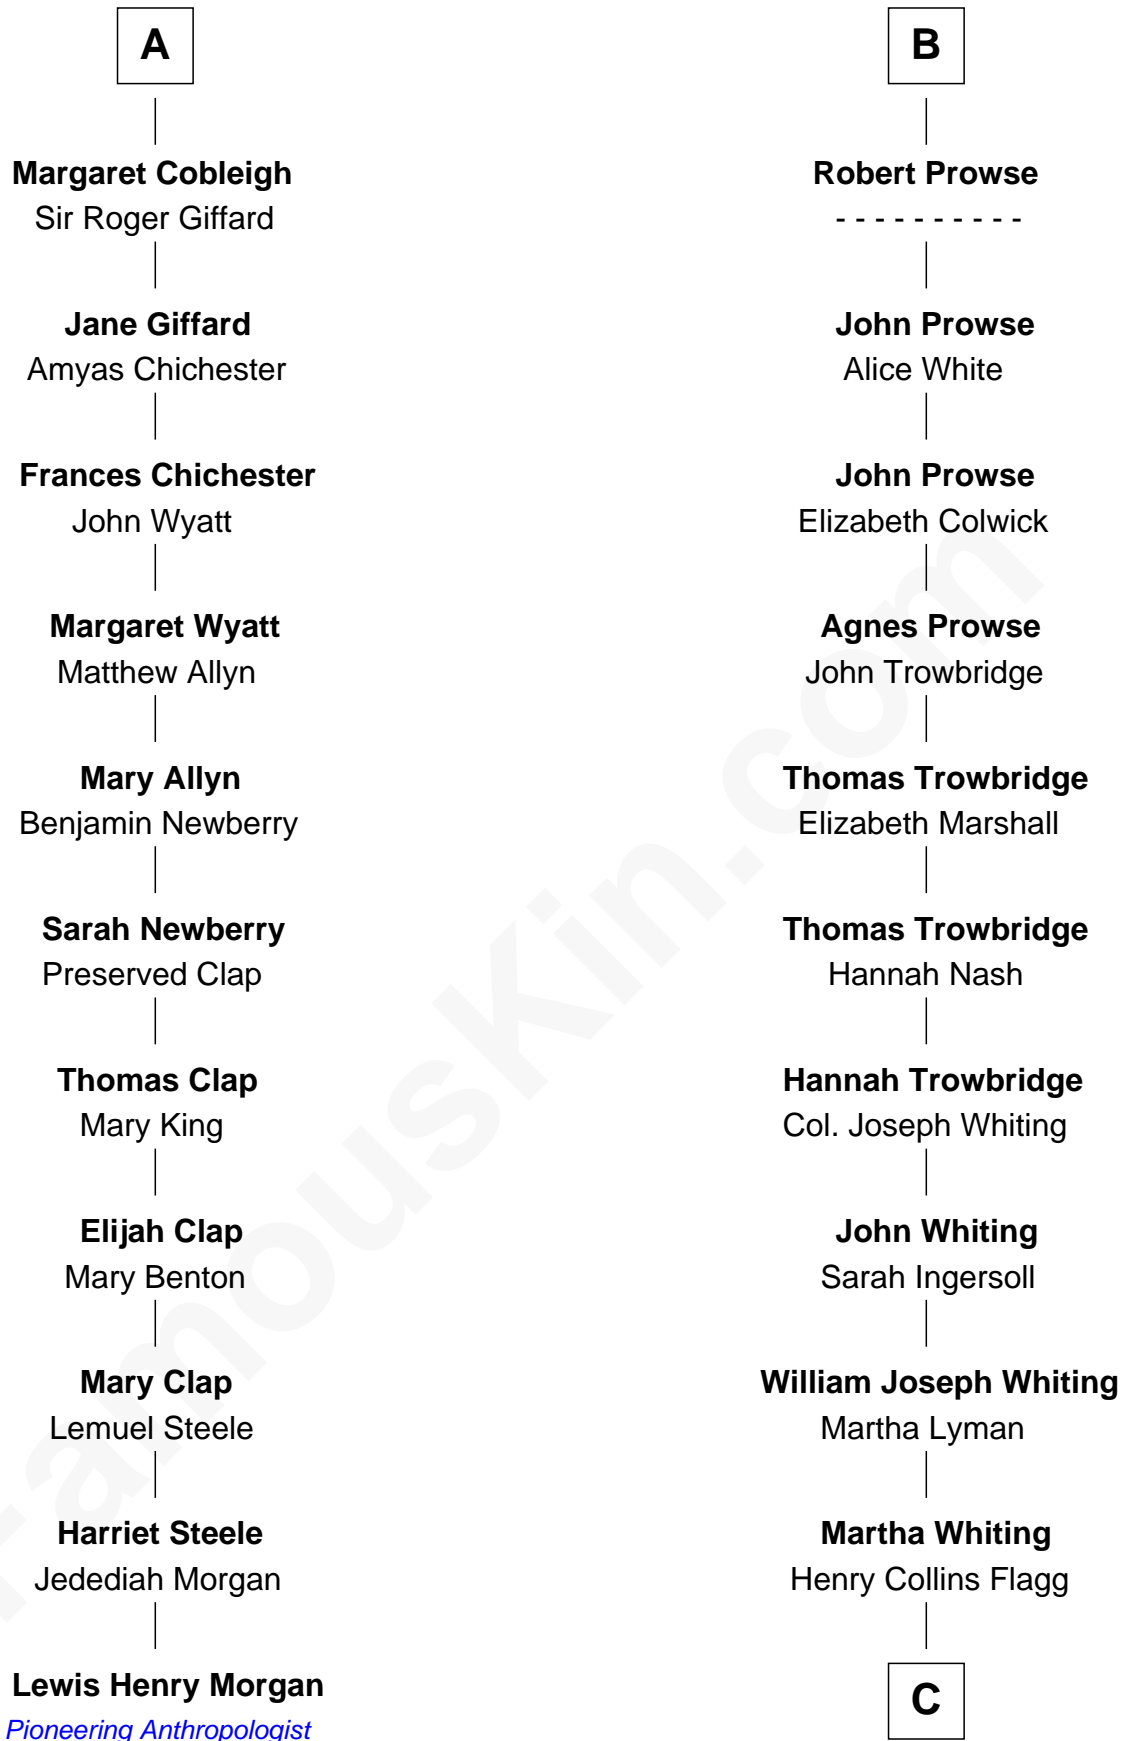 A
Margaret Cobleigh
Sir Roger Giffard
Jane Giffard
Amyas Chichester
Frances Chichester
John Wyatt
Margaret Wyatt
Matthew Allyn
Mary Allyn
Benjamin Newberry
Sarah Newberry
Preserved Clap
Thomas Clap
Mary King
Elijah Clap
Mary Benton
Mary Clap
Lemuel Steele
Harriet Steele
Jedediah Morgan
Lewis Henry Morgan
Pioneering Anthropologist
B
Robert Prowse
- - - - - - - - - -
John Prowse
Alice White
John Prowse
Elizabeth Colwick
Agnes Prowse
John Trowbridge
Thomas Trowbridge
Elizabeth Marshall
Thomas Trowbridge
Hannah Nash
Hannah Trowbridge
Col. Joseph Whiting
John Whiting
Sarah Ingersoll
William Joseph Whiting
Martha Lyman
Martha Whiting
Henry Collins Flagg
C
FamousKin.com